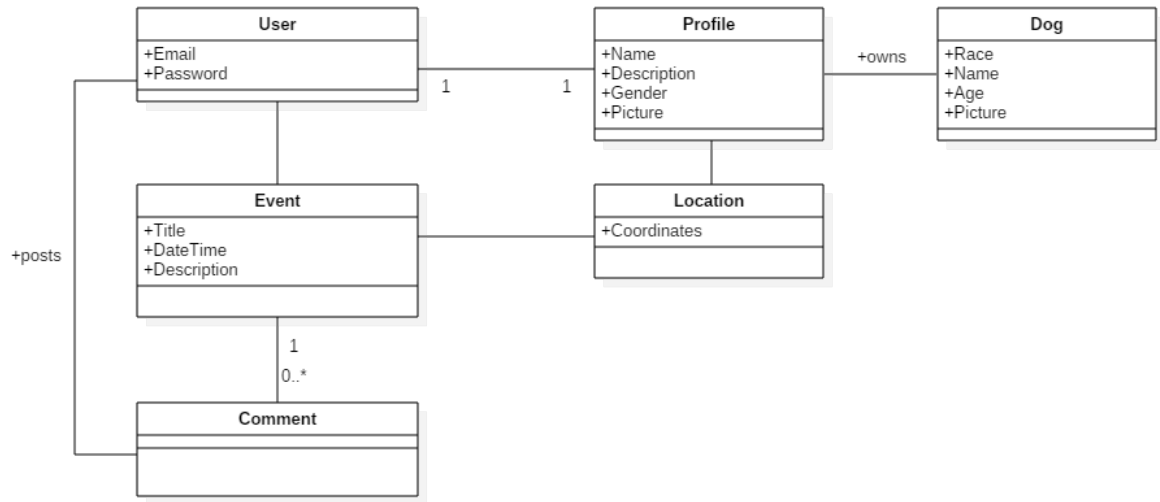 User
+Email
+Password
Profile
+Name
+Description
+Gender
+Picture
Dog
+Race
+Name
+Age
+Picture
+owns
1
1
Event
+Title
+DateTime
+Description
Location
+Coordinates
+posts
1
0..*
Comment